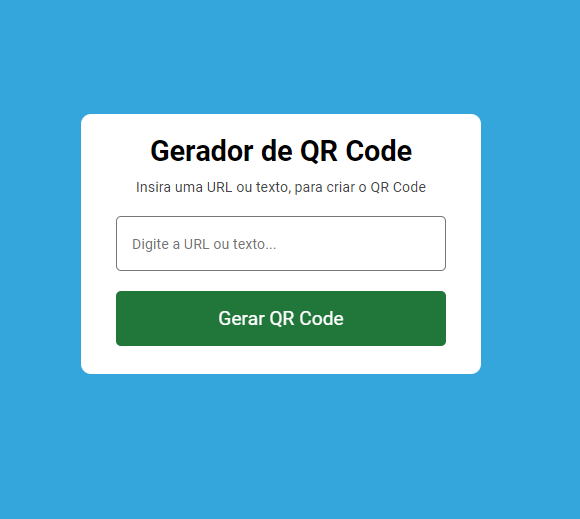 Gerador de QR Code
Insira uma URL ou texto, para criar o QR Code
Digite a URL ou texto...
Gerar QR Code